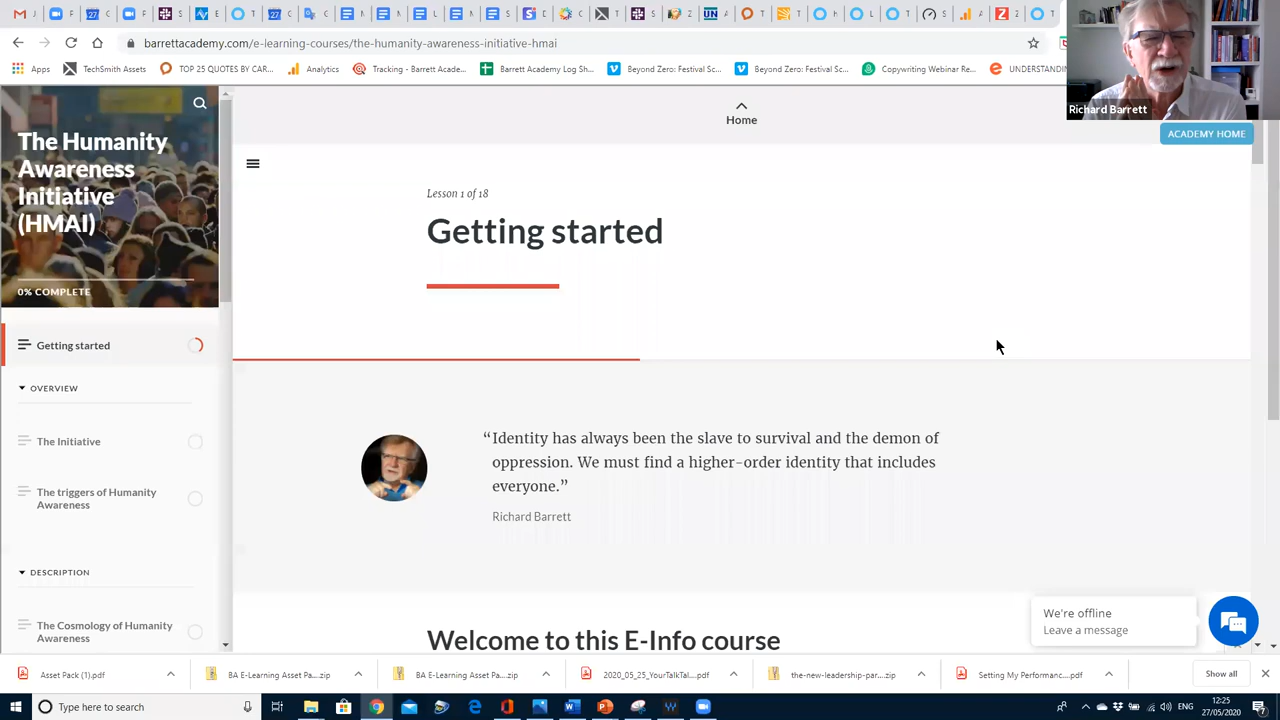 barrettacademy.com/e-learning-courses/the-humanity-awareness-initiative-hmai
Apps
TechSmith Assets
TOP 25 QUOTES BY CAR...
Analytics
Tracking - Barrett Acade...
Barrett Academy Log Sh...
Beyond Zero: Festival Sc...
Beyond Zero: Festival Sc...
Copywriting Webinar Re...
UNDERSTANDIN
Richard Barrett
ACADEMY HOME
Home
The Humanity
Awareness
Initiative
(HMAI)
0% COMPLETE
Getting started
OVERVIEW
The Initiative
The triggers of Humanity
Awareness
DESCRIPTION
The Cosmology of Humanity
Awareness
Lesson 1 of 18
Getting started
“Identity has always been the slave to survival and the demon of
oppression. We must find a higher-order identity that includes
everyone.”
Richard Barrett
Welcome to this E-Info course
We're offline
Leave a message
Asset Pack (1).pdf
BA E-Learning Asset Pa....zip
BA E-Learning Asset Pa....zip
2020_05_25_YourTalkTal....pdf
the-new-leadership-par....zip
Setting My Performanc....pdf
Show all
Type here to search
12:25
27/05/2020